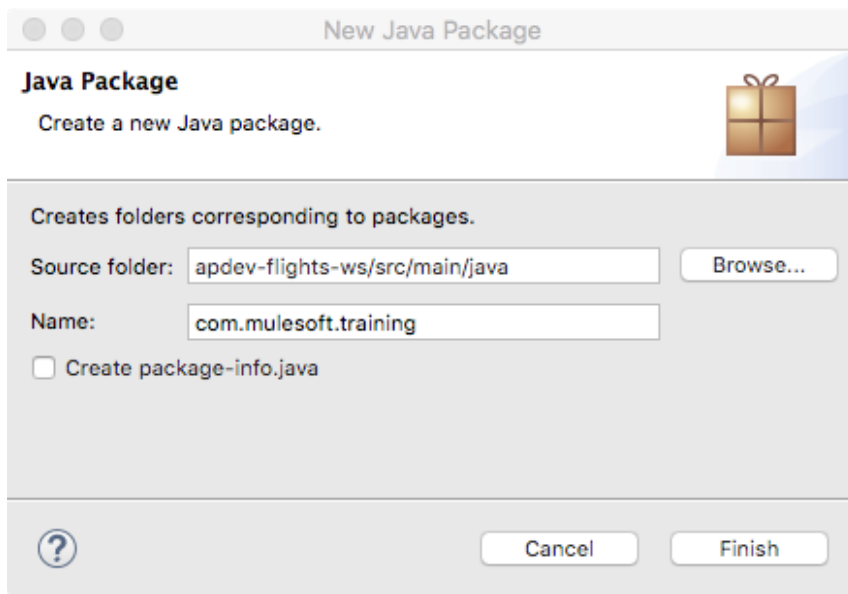 New Java Package
Java Package
Create a new Java package.
Creates folders corresponding to packages.
Source folder: apdev-flights-ws/src/main/java Browse...
Name: com.mulesoft.training
Create package-info.java
? Cancel Finish